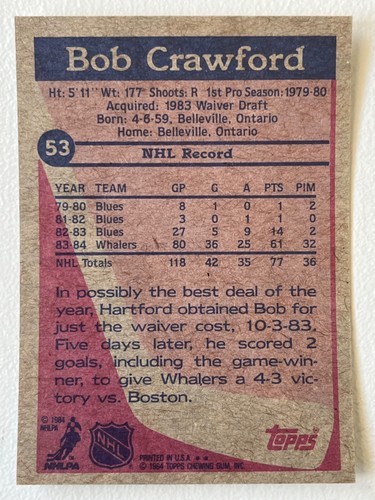 Bob Crawford
Ht: 5'11" Wt: 177 Shoots: R 1st Pro Season: 1979-80
Acquired: 1983 Waiver Draft
Born: 4-6-59, Belleville, Ontario
Home: Belleville, Ontario
53
NHL Record
YEAR TEAM GP G A PTS PIM
79-80 Blues 8 1 0 1 2
81-82 Blues 3 0 1 1 0
82-83 Blues 27 5 9 14 2
83-84 Whalers 80 36 25 61 32
NHL Totals 118 42 35 77 36
In possibly the best deal of the
year, Hartford obtained Bob for
just the waiver cost, 10-3-83.
Five days later, he scored 2
goals, including the game-win-
ner, to give Whalers a 4-3 vic-
tory vs. Boston.
© 1984
NHLPA
NHLPA
NHL
PRINTED IN U.S.A. **
© 1984 TOPPS CHEWING GUM, INC.
TOPPS